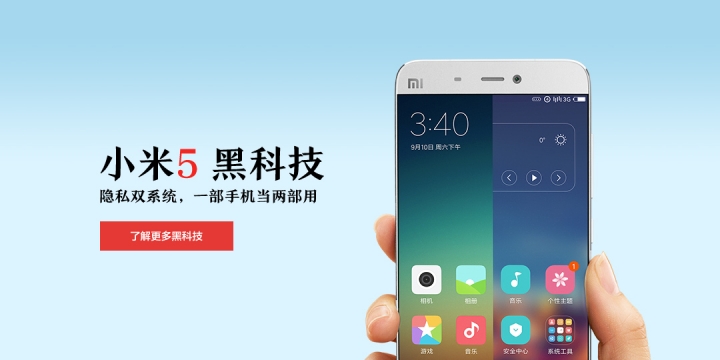 小米5 黑科技
隐私双系统，一部手机当两部用
了解更多黑科技
mi
3G
3:40
9月10日 周六下午
0°
1
相机 相册 音乐 个性主题
游戏 音乐 安全中心 系统工具